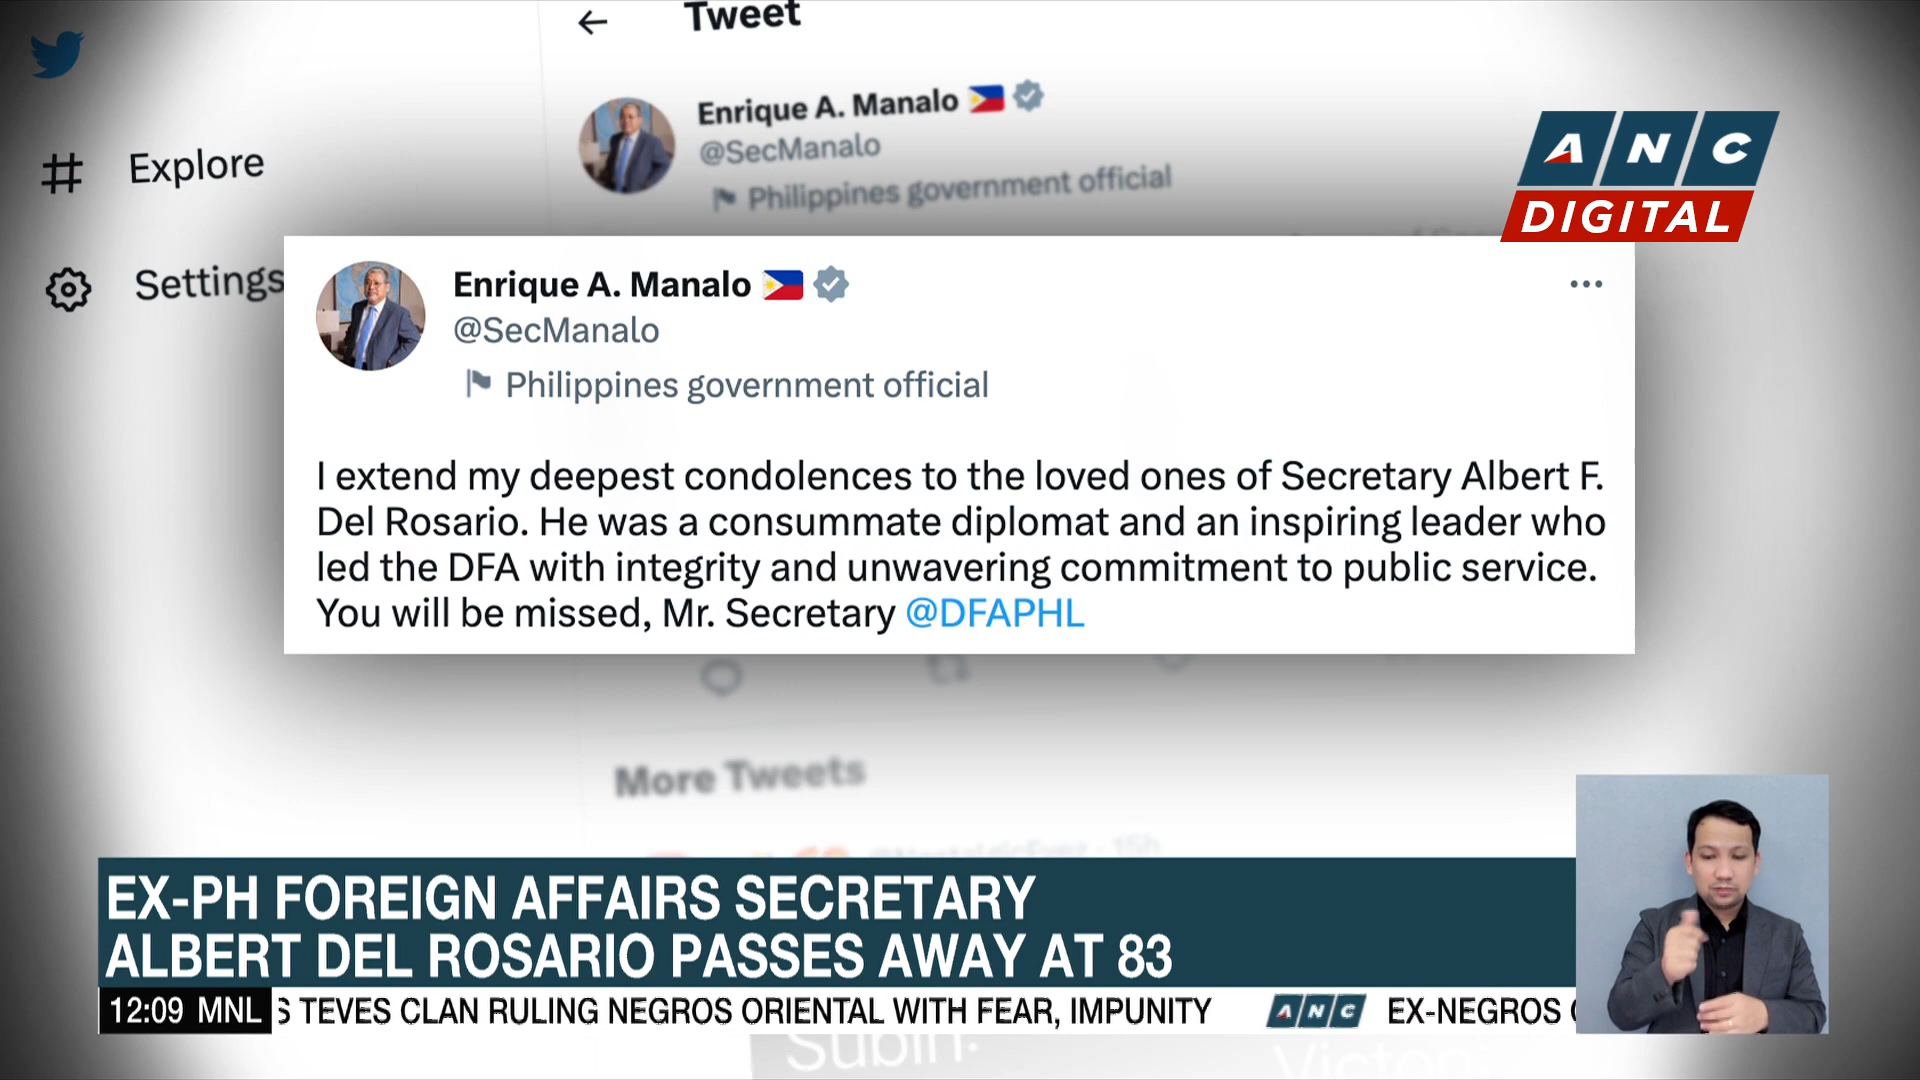 Tweet
Enrique A. Manalo
@SecManalo
Philippines government official
Explore
Settings
ANC
DIGITAL
Enrique A. Manalo
@SecManalo
Philippines government official
I extend my deepest condolences to the loved ones of Secretary Albert F.
Del Rosario. He was a consummate diplomat and an inspiring leader who
led the DFA with integrity and unwavering commitment to public service.
You will be missed, Mr. Secretary @DFAPHL
More Tweets
EX-PH FOREIGN AFFAIRS SECRETARY
ALBERT DEL ROSARIO PASSES AWAY AT 83
12:09 MNL S TEVES CLAN RULING NEGROS ORIENTAL WITH FEAR, IMPUNITY ANC EX-NEGROS